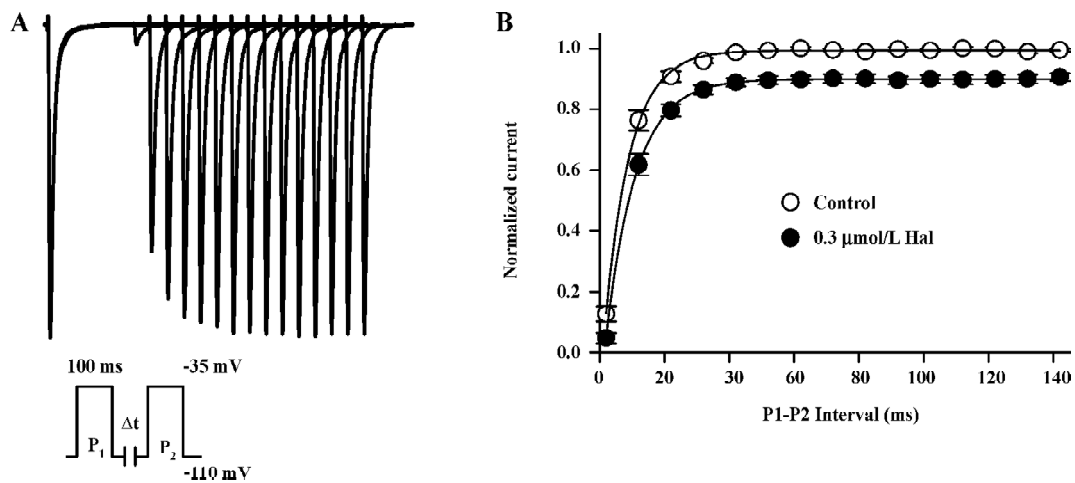 A
100 ms
-35 mV
Δt
P1
P2
-110 mV
B
Normalized current
1.0
0.8
0.6
0.4
0.2
0.0
Control
0.3 μmol/L Hal
0
20
30
60
80
100
120
140
P1-P2 Interval (ms)